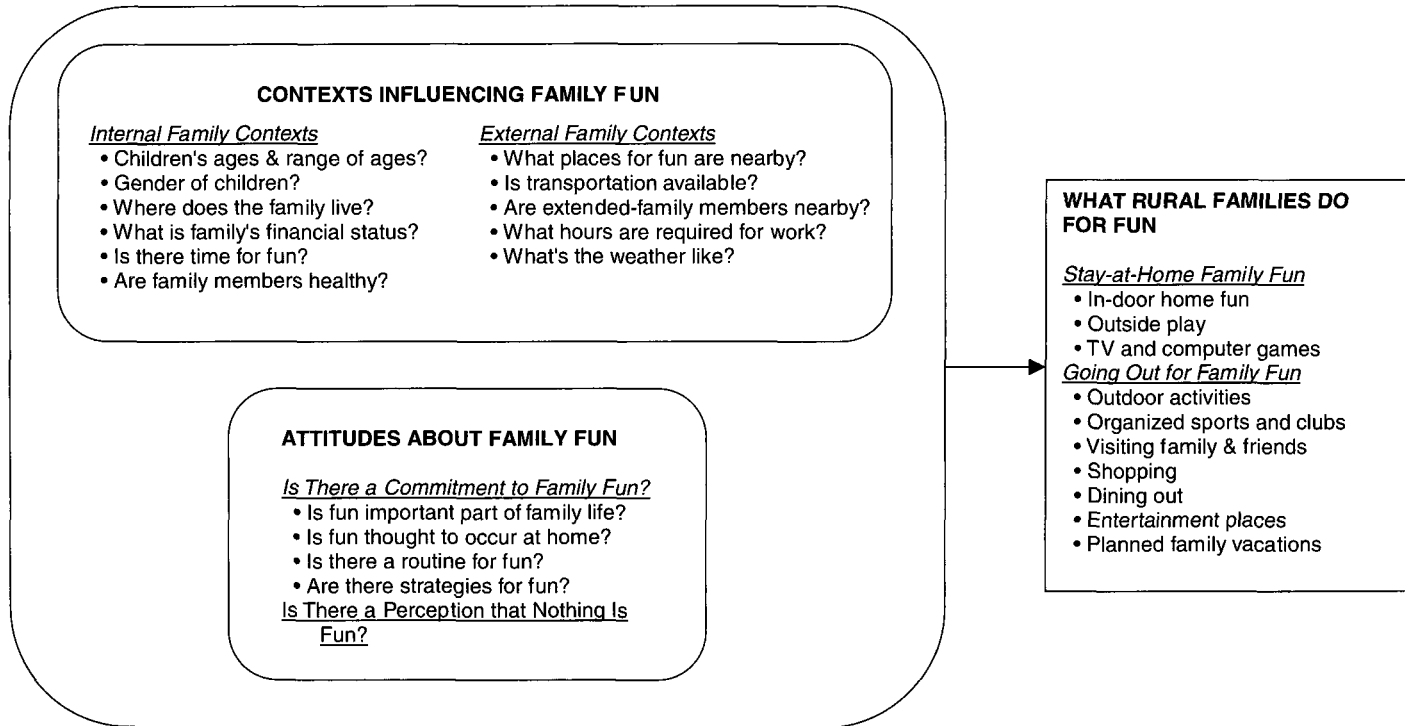 CONTEXTS INFLUENCING FAMILY FUN
Internal Family Contexts
• Children's ages & range of ages?
• Gender of children?
• Where does the family live?
• What is family's financial status?
• Is there time for fun?
• Are family members healthy?
External Family Contexts
• What places for fun are nearby?
• Is transportation available?
• Are extended-family members nearby?
• What hours are required for work?
• What's the weather like?
ATTITUDES ABOUT FAMILY FUN
Is There a Commitment to Family Fun?
• Is fun important part of family life?
• Is fun thought to occur at home?
• Is there a routine for fun?
• Are there strategies for fun?
Is There a Perception that Nothing Is
Fun?
WHAT RURAL FAMILIES DO
FOR FUN
Stay-at-Home Family Fun
• In-door home fun
• Outside play
• TV and computer games
Going Out for Family Fun
• Outdoor activities
• Organized sports and clubs
• Visiting family & friends
• Shopping
• Dining out
• Entertainment places
• Planned family vacations